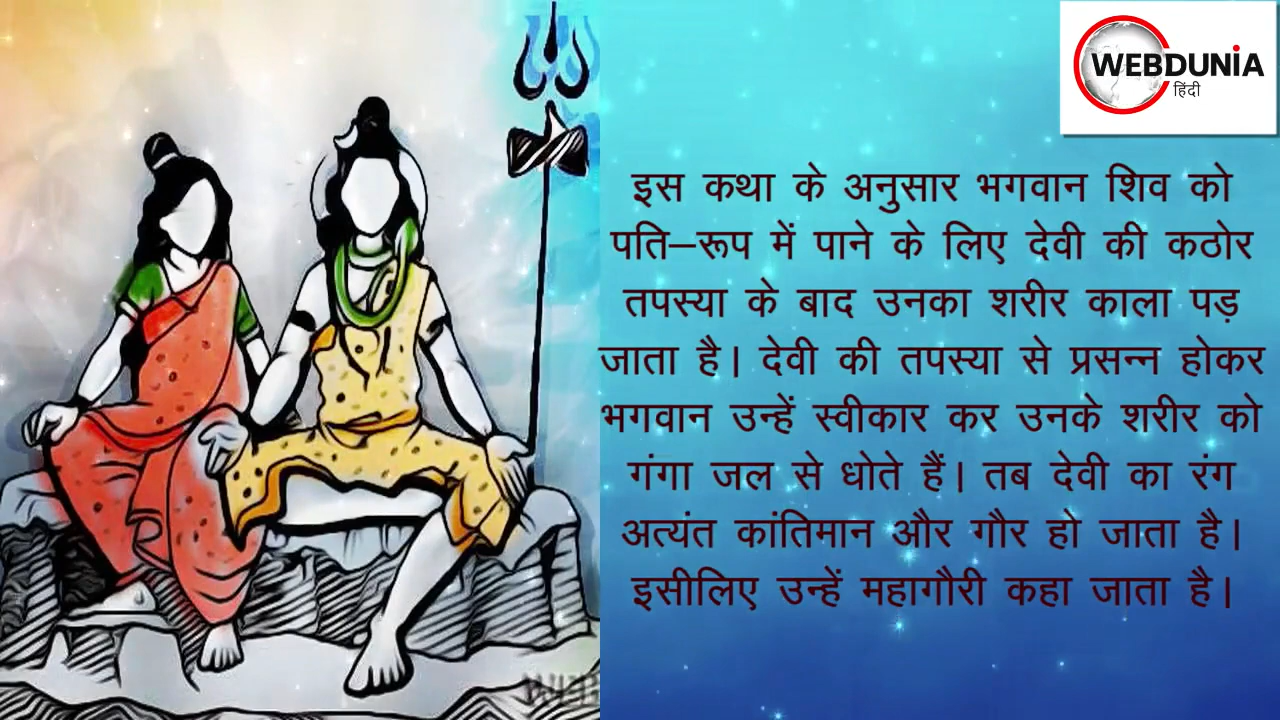 WEBDUNIA
हिंदी
इस कथा के अनुसार भगवान शिव को
पति–रूप में पाने के लिए देवी की कठोर
तपस्या के बाद उनका शरीर काला पड़
जाता है। देवी की तपस्या से प्रसन्न होकर
भगवान उन्हें स्वीकार कर उनके शरीर को
गंगा जल से धोते हैं। तब देवी का रंग
अत्यंत कांतिमान और गौर हो जाता है।
इसीलिए उन्हें महागौरी कहा जाता है।